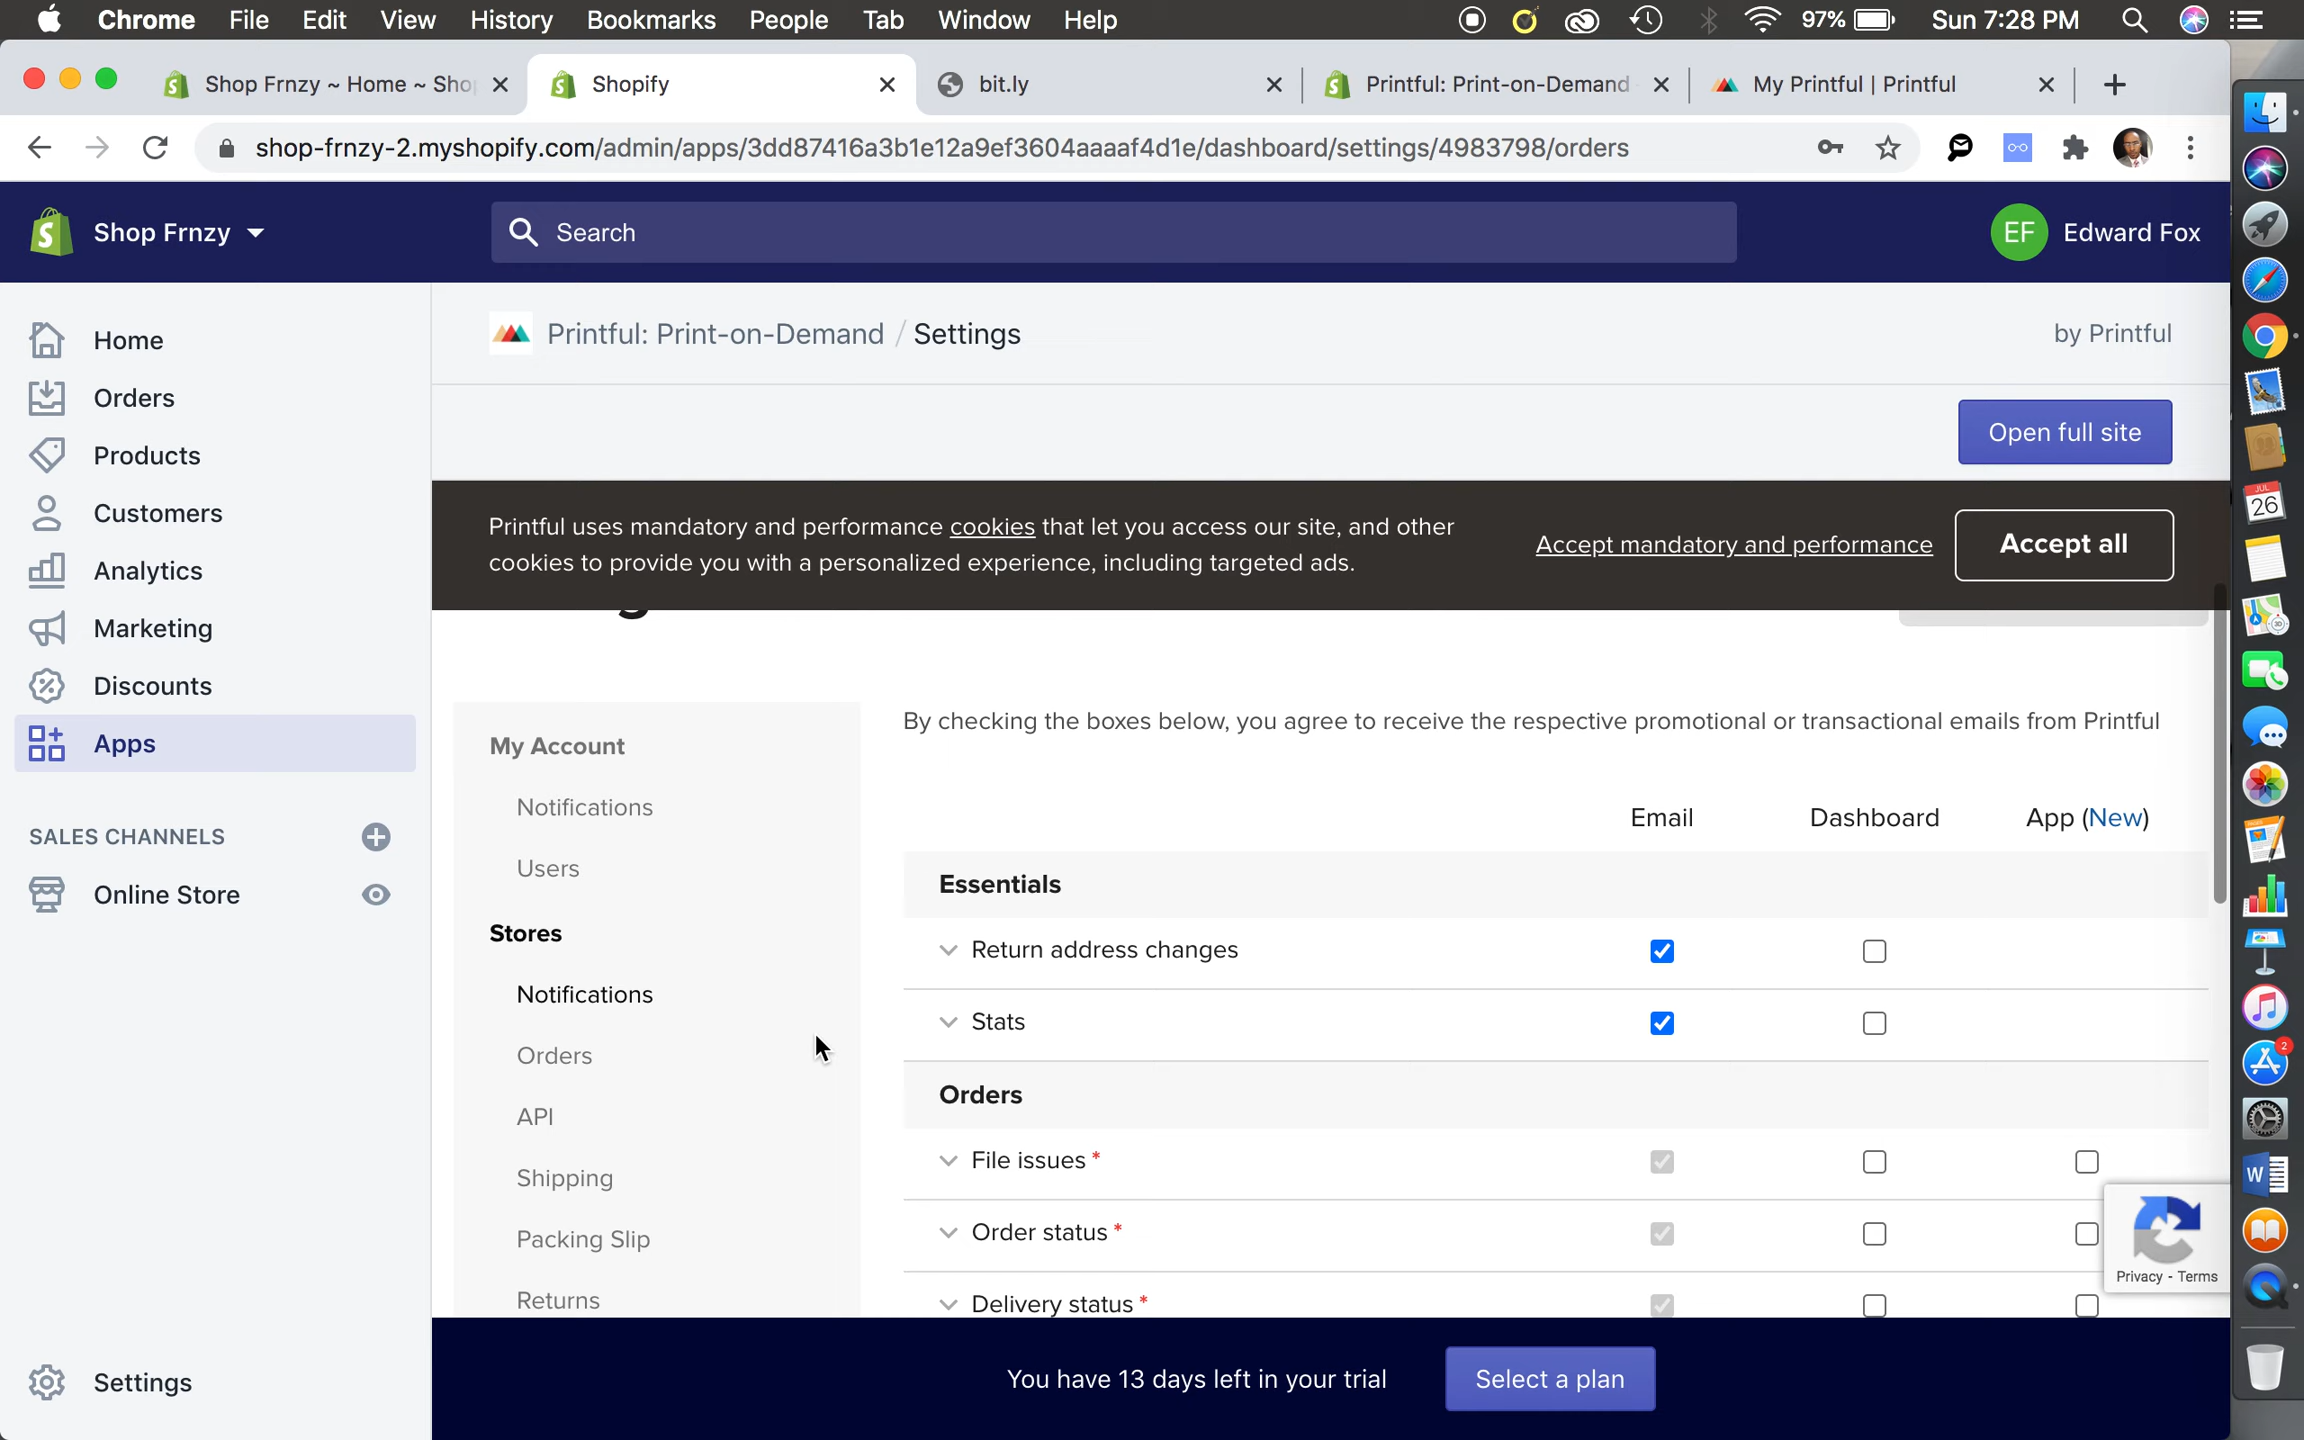 Chrome File Edit View History Bookmarks People Tab Window Help 97% Sun 7:28 PM
Shop Frnzy ~ Home ~ Sho
Shopify
bit.ly
Printful: Print-on-Demand
My Printful | Printful
shop-frnzy-2.myshopify.com/admin/apps/3dd87416a3b1e12a9ef3604aaaaf4d1e/dashboard/settings/4983798/orders
Shop Frnzy
Search
EF Edward Fox
Home
Orders
Products
Customers
Analytics
Marketing
Discounts
Apps
SALES CHANNELS
Online Store
Settings
Printful: Print-on-Demand / Settings
by Printful
Open full site
Printful uses mandatory and performance cookies that let you access our site, and other
cookies to provide you with a personalized experience, including targeted ads.
Accept mandatory and performance
Accept all
My Account
Notifications
Users
Stores
Notifications
Orders
API
Shipping
Packing Slip
Returns
By checking the boxes below, you agree to receive the respective promotional or transactional emails from Printful
Email Dashboard App (New)
Essentials
Return address changes
Stats
Orders
File issues *
Order status *
Delivery status *
Privacy - Terms
You have 13 days left in your trial
Select a plan
JUL
26
2
W